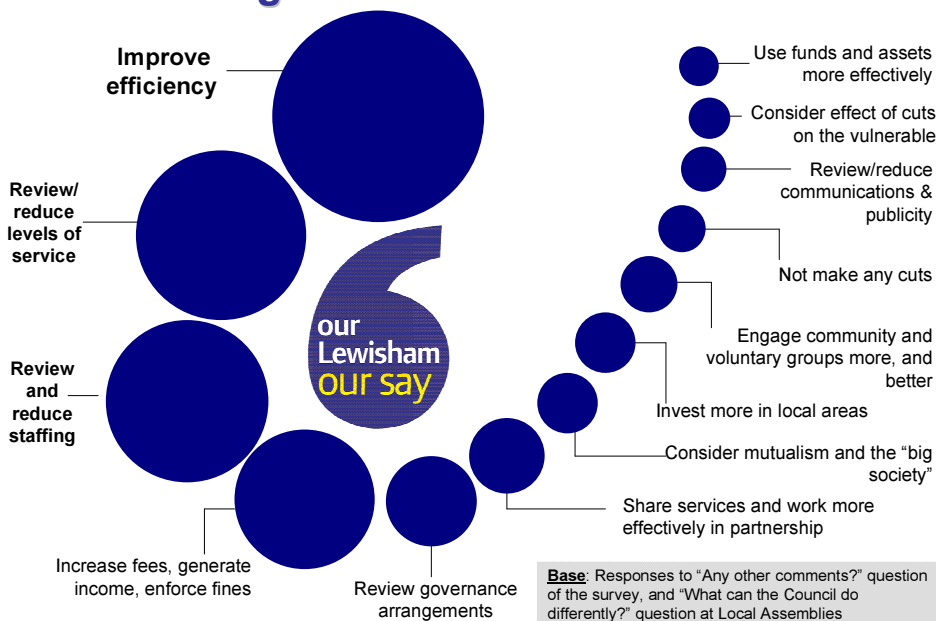 Improve
efficiency
Review/
reduce
levels of
service
Review
and
reduce
staffing
Increase fees, generate
income, enforce fines
Review governance
arrangements
Share services and work more
effectively in partnership
Consider mutualism and the “big
society”
Invest more in local areas
Engage community and
voluntary groups more, and
better
Not make any cuts
Review/reduce
communications &
publicity
Consider effect of cuts
on the vulnerable
Use funds and assets
more effectively
our
Lewisham
our say
Base: Responses to “Any other comments?” question
of the survey, and “What can the Council do
differently?” question at Local Assemblies